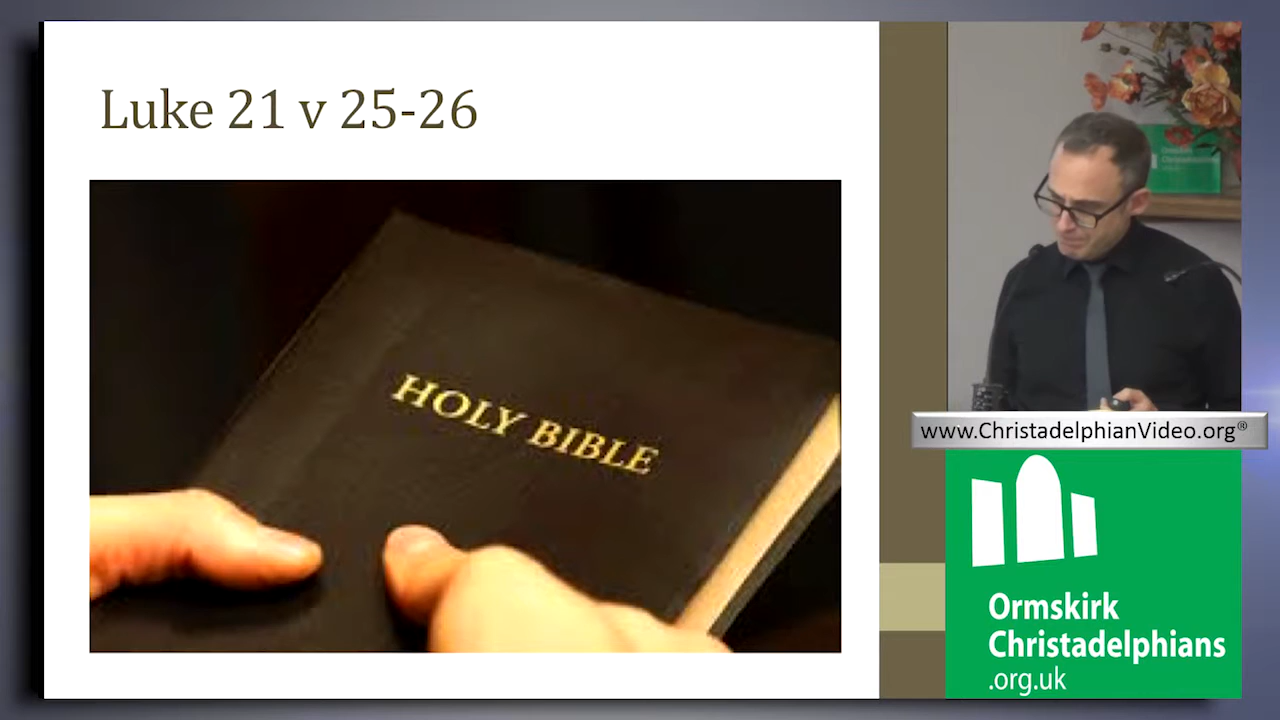 Luke 21 v 25-26
HOLY BIBLE
www.ChristadelphianVideo.org®
Ormskirk
Christadelphians
.org.uk